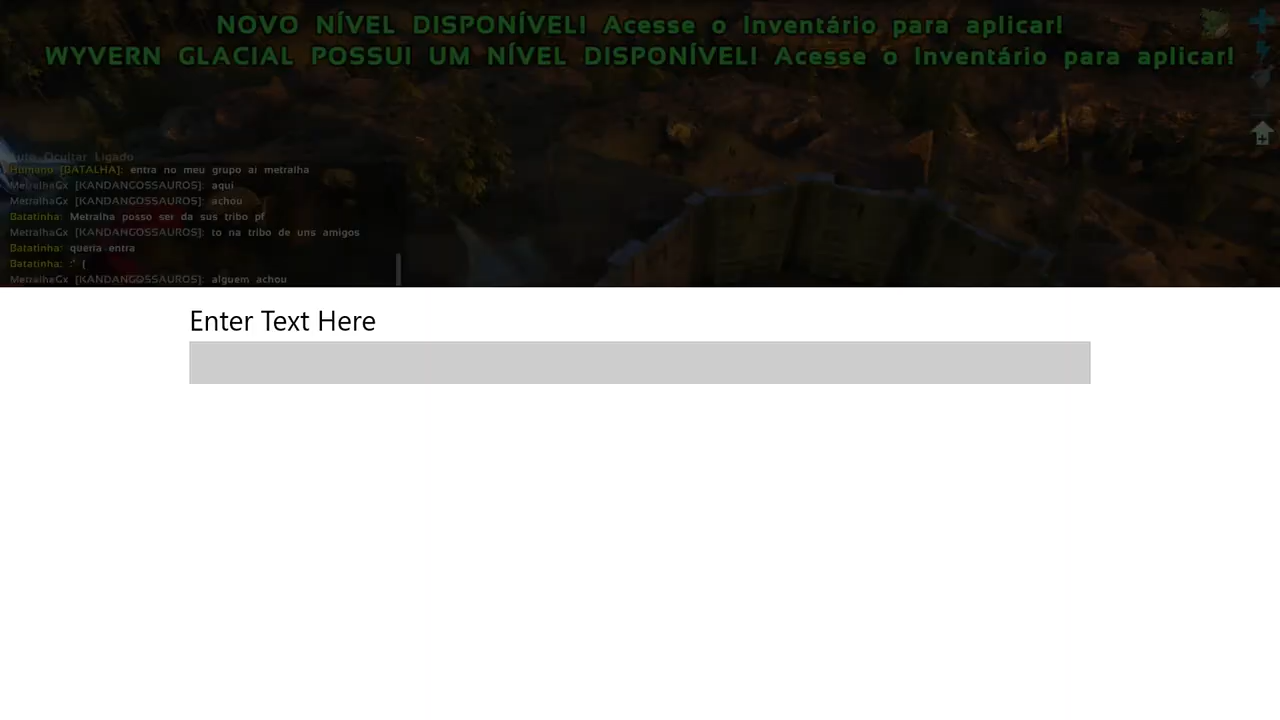 NOVO NÍVEL DISPONÍVEL! Acesse o Inventário para aplicar!
WYVERN GLACIAL POSSUI UM NÍVEL DISPONÍVEL! Acesse o Inventário para aplicar!
Auto Ocultar Ligado
Humano [BATALHA]: entra no meu grupo ai metralha
MetralhaGx [KANDANGOSSAUROS]: aqui
MetralhaGx [KANDANGOSSAUROS]: achou
Batatinha: Metralha posso ser da sus tribo pf
MetralhaGx [KANDANGOSSAUROS]: to na tribo de uns amigos
Batatinha: queria entra
Batatinha: :' (
MetralhaGx [KANDANGOSSAUROS]: alguem achou
Enter Text Here